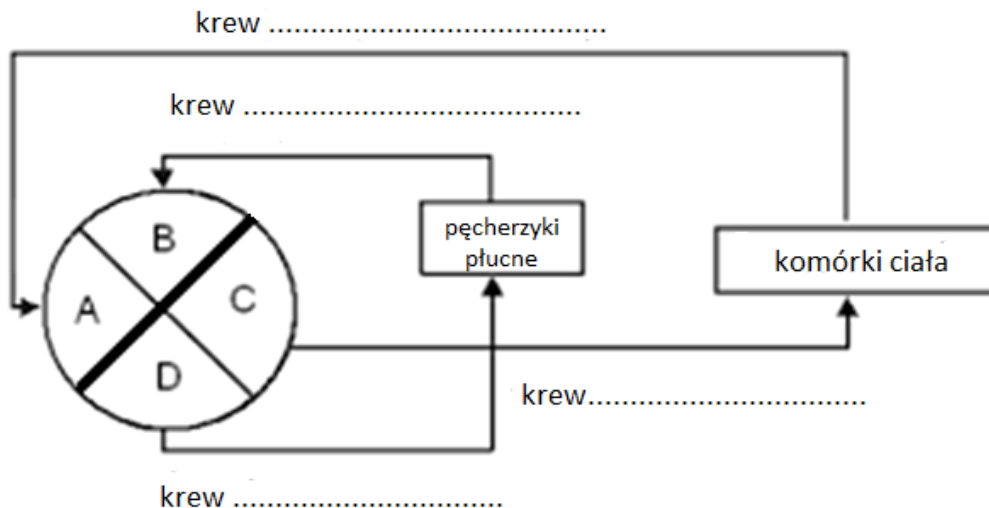 krew .......................................
krew .......................................
B
pęcherzyki
płucne
komórki ciała
A
C
D
krew................................
krew ...............................